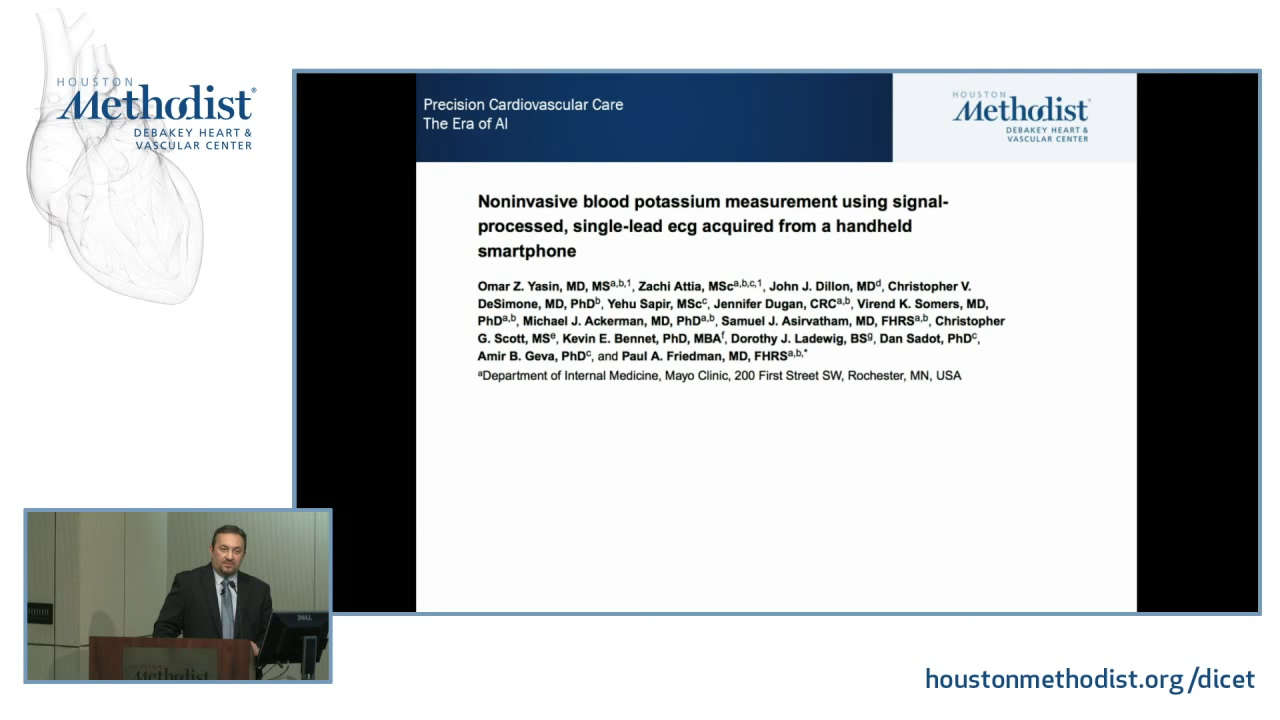 HOUSTON
Methodist®
DEBAKEY HEART &
VASCULAR CENTER
Precision Cardiovascular Care
The Era of AI
HOUSTON
Methodist®
DEBAKEY HEART &
VASCULAR CENTER
Noninvasive blood potassium measurement using signal-
processed, single-lead ecg acquired from a handheld
smartphone
Omar Z. Yasin, MD, MSa,b,1, Zachi Attia, MSca,b,c,1, John J. Dillon, MDd, Christopher V.
DeSimone, MD, PhDb, Yehu Sapir, MScc, Jennifer Dugan, CRCa,b, Virend K. Somers, MD,
PhDa,b, Michael J. Ackerman, MD, PhDa,b, Samuel J. Asirvatham, MD, FHRSa,b, Christopher
G. Scott, MSe, Kevin E. Bennet, PhD, MBAf, Dorothy J. Ladewig, BSg, Dan Sadot, PhDc,
Amir B. Geva, PhDc, and Paul A. Friedman, MD, FHRSa,b,*
aDepartment of Internal Medicine, Mayo Clinic, 200 First Street SW, Rochester, MN, USA
DELL
HOUSTON
Methodist
houstonmethodist.org/dicet